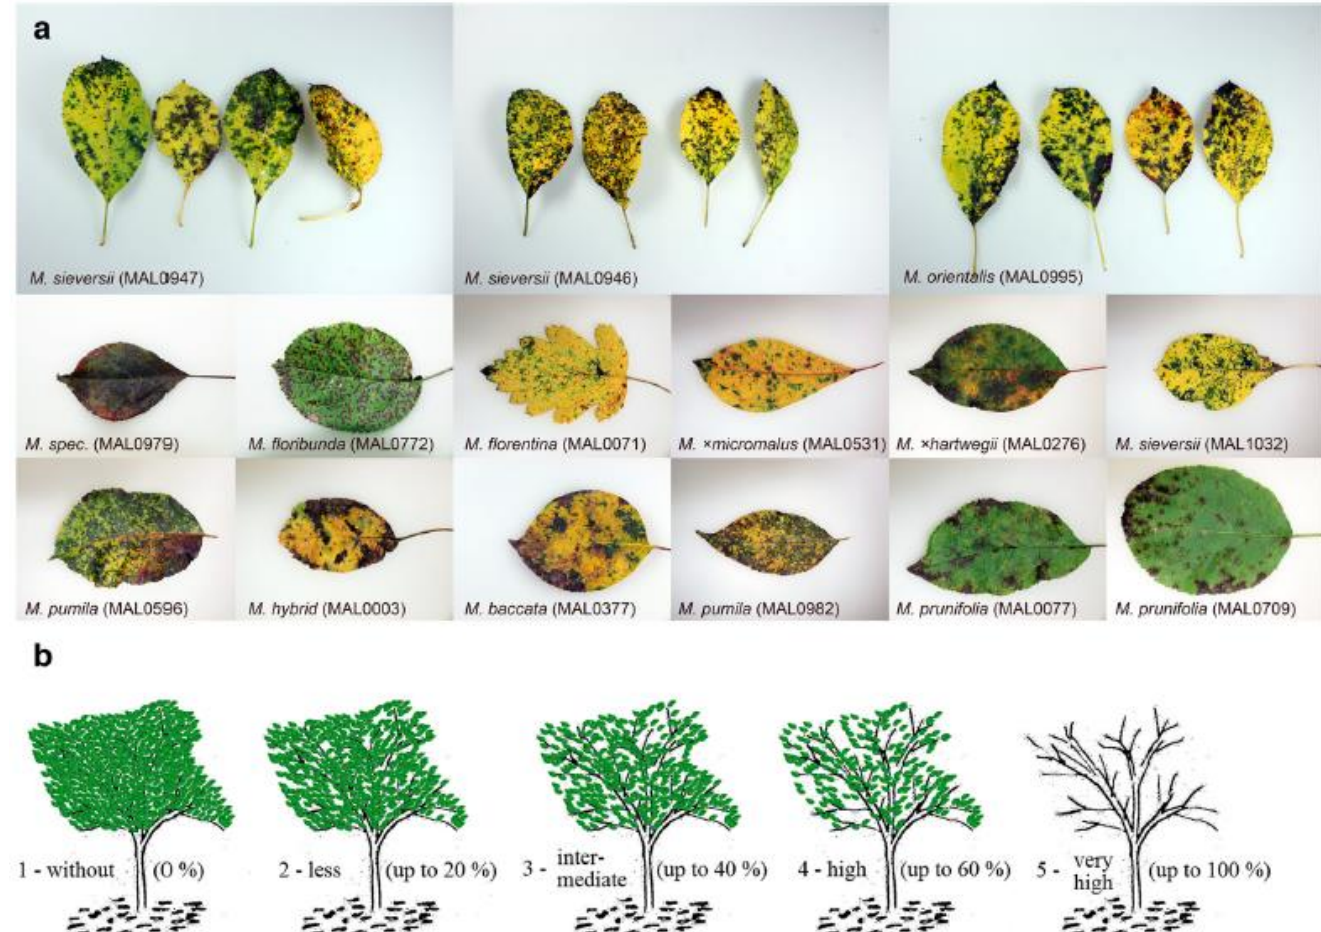 a
M. sieversii (MAL0947)
M. sieversii (MAL0946)
M. orientalis (MAL0995)
M. spec. (MAL0979)
M. floribunda (MAL0772)
M. florentina (MAL0071)
M. ×micromalus (MAL0531)
M. ×hartwegii (MAL0276)
M. sieversii (MAL1032)
M. pumila (MAL0596)
M. hybrid (MAL0003)
M. baccata (MAL0377)
M. pumila (MAL0982)
M. prunifolia (MAL0077)
M. prunifolia (MAL0709)
b
1 - without (0 %)
2 - less (up to 20 %)
3 - inter-
mediate (up to 40 %)
4 - high (up to 60 %)
5 - very
high (up to 100 %)